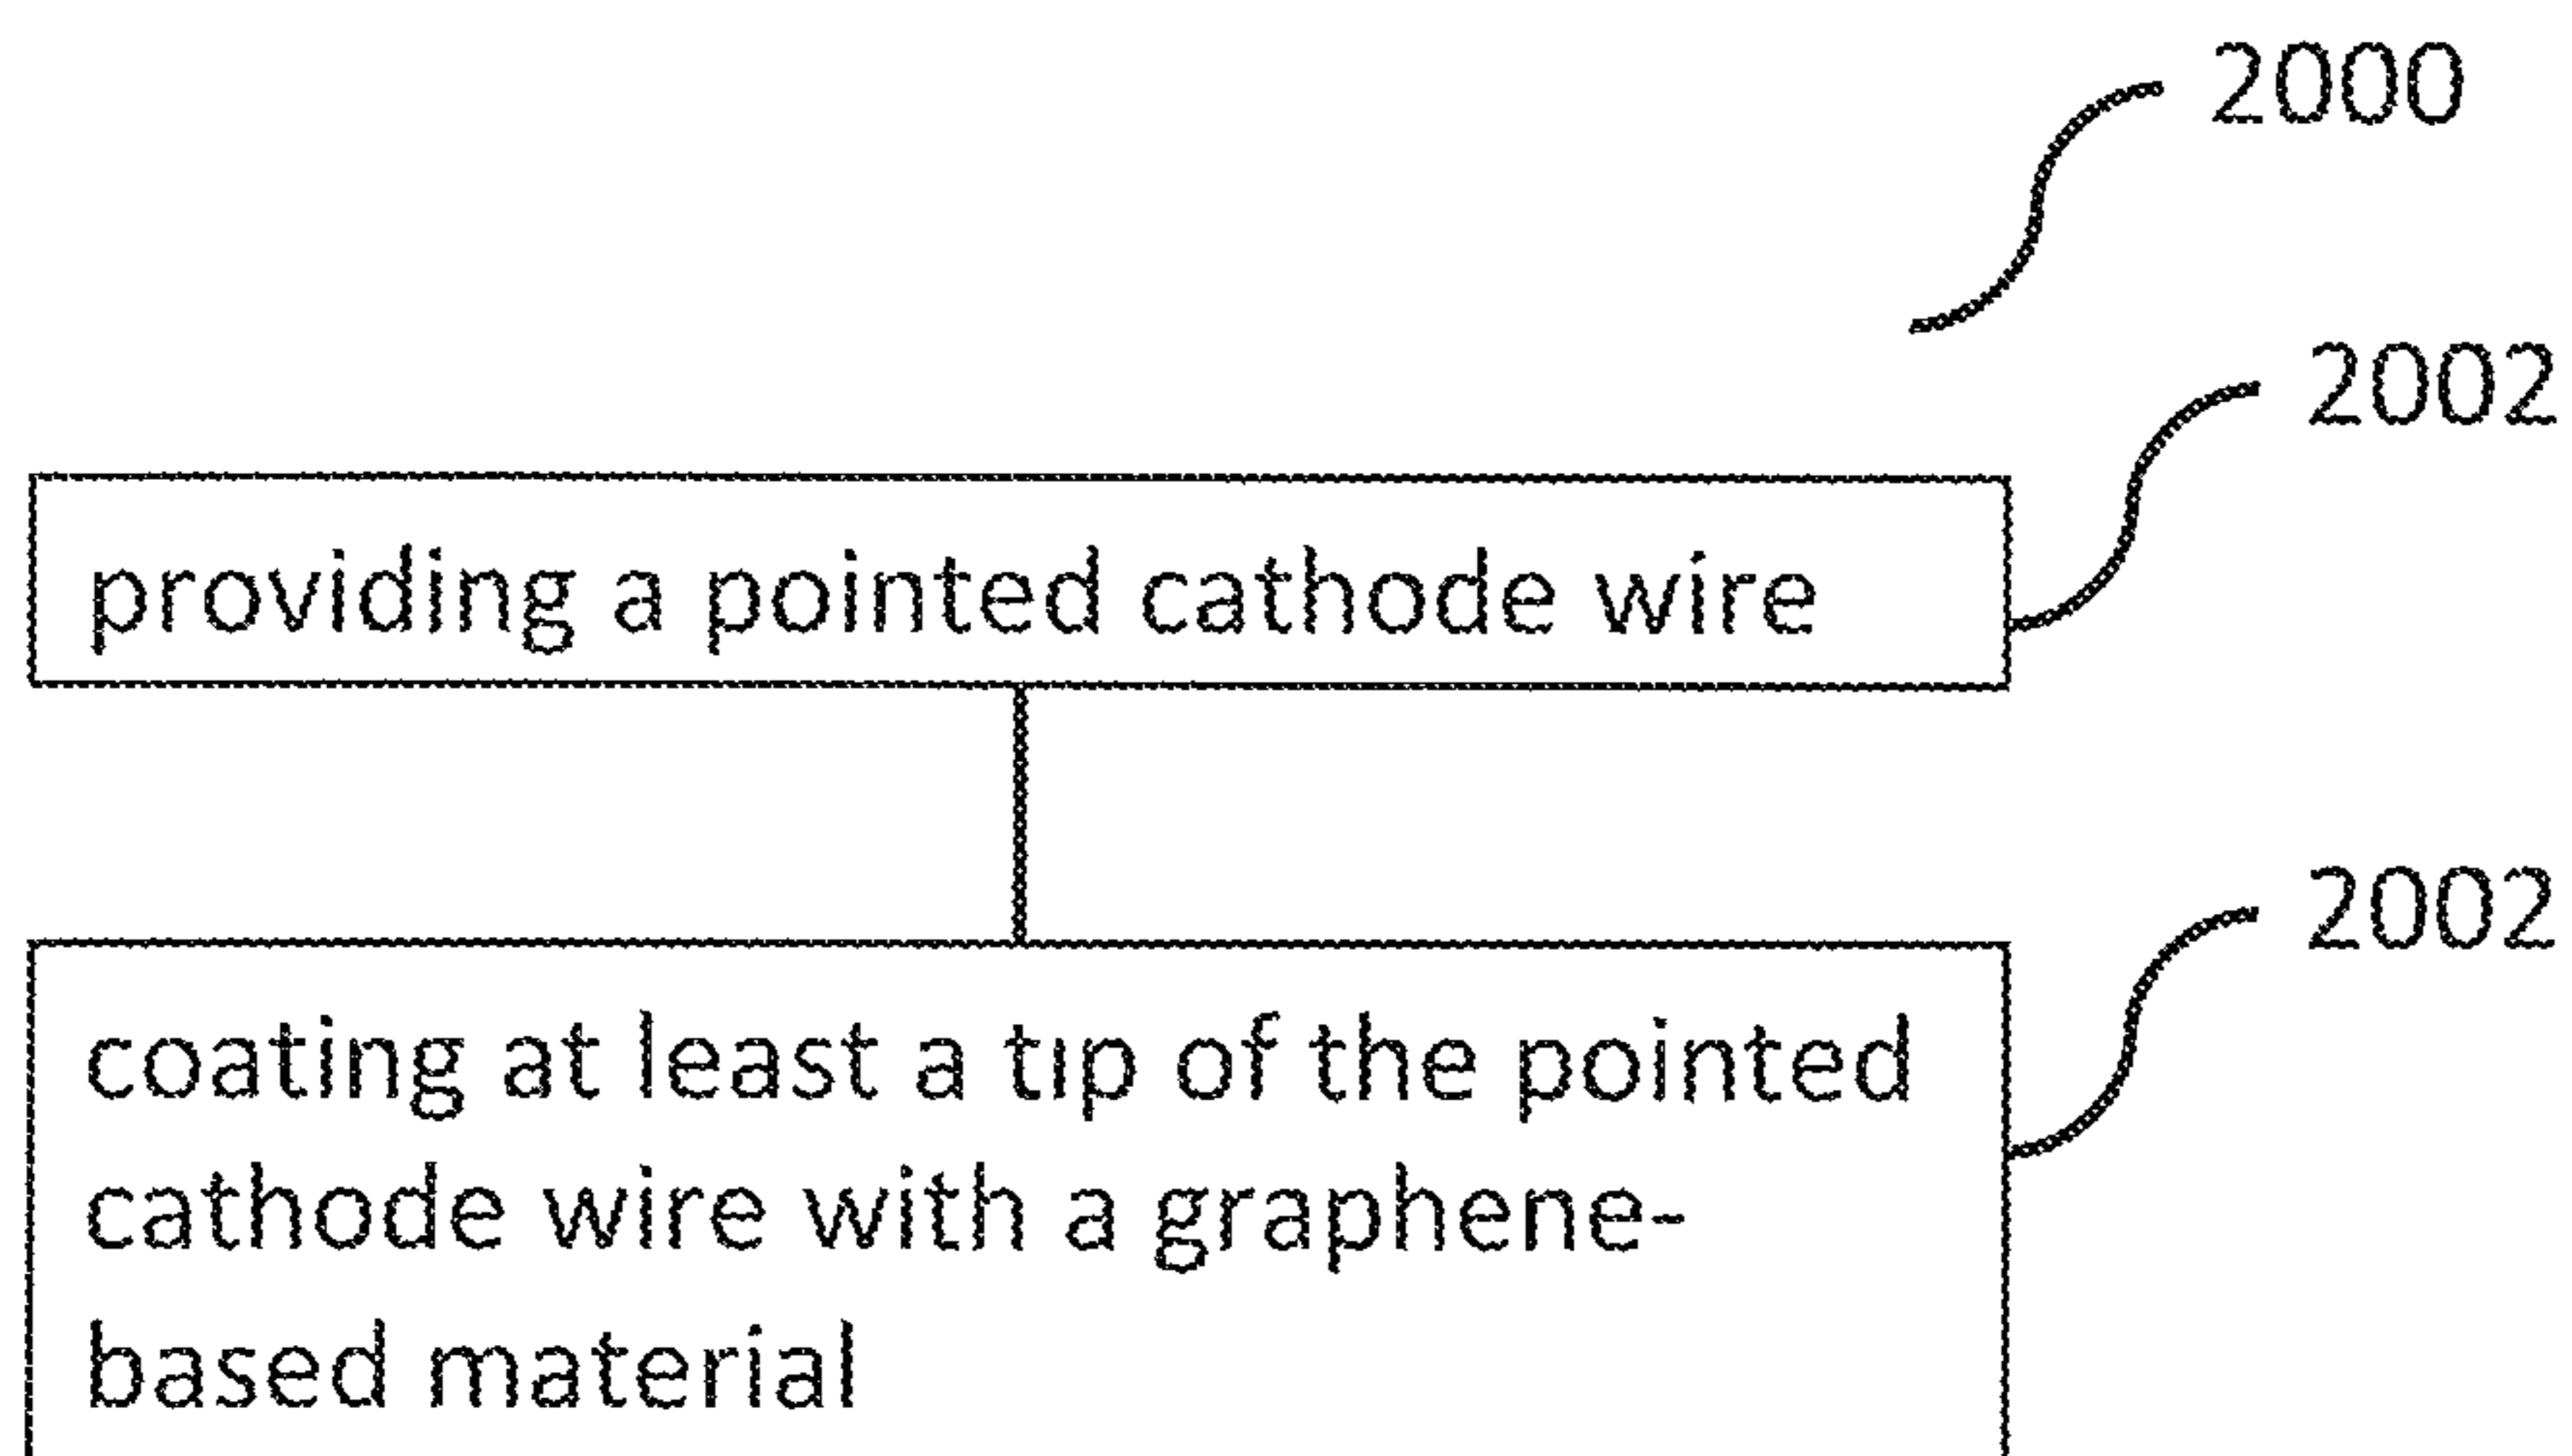 2000
2002
providing a pointed cathode wire
2002
coating at least a tip of the pointed
cathode wire with a graphene-
based material